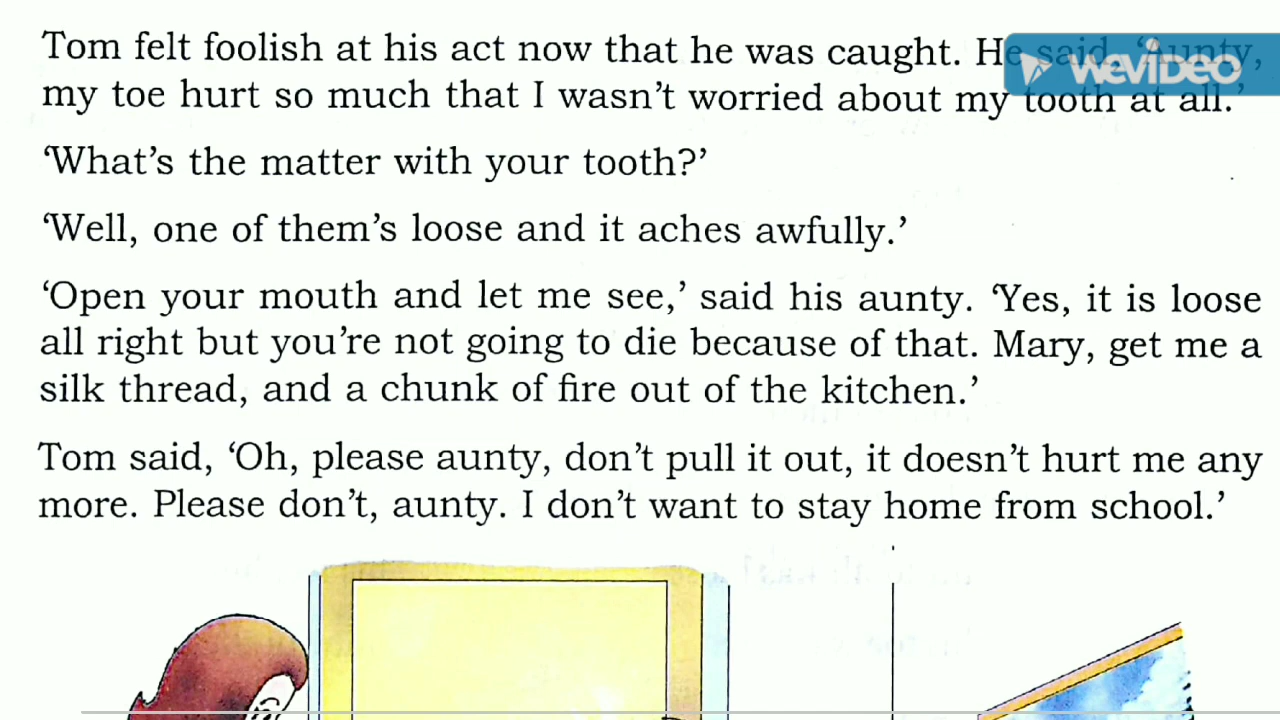 Tom felt foolish at his act now that he was caught. He said, ‘Aunty,
WeVideo
my toe hurt so much that I wasn’t worried about my tooth at all.’
‘What’s the matter with your tooth?’
‘Well, one of them’s loose and it aches awfully.’
‘Open your mouth and let me see,’ said his aunty. ‘Yes, it is loose
all right but you’re not going to die because of that. Mary, get me a
silk thread, and a chunk of fire out of the kitchen.’
Tom said, ‘Oh, please aunty, don’t pull it out, it doesn’t hurt me any
more. Please don’t, aunty. I don’t want to stay home from school.’